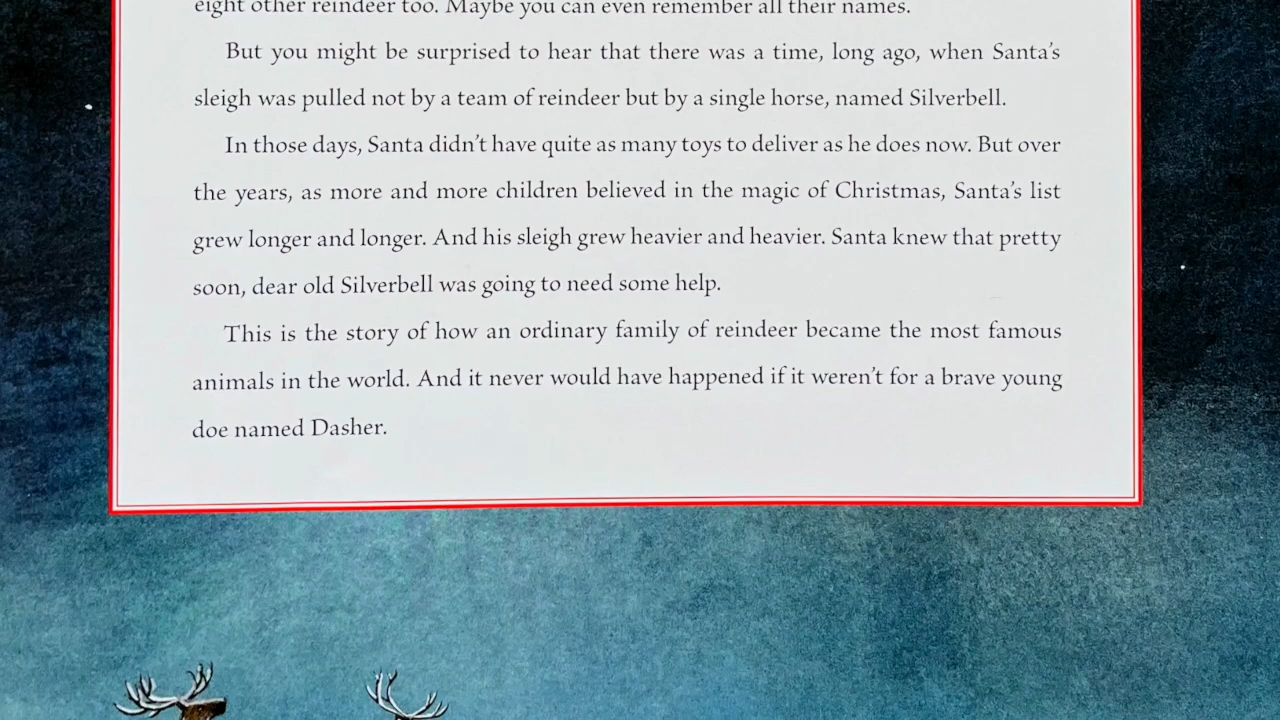 eight other reindeer too. Maybe you can even remember all their names.
But you might be surprised to hear that there was a time, long ago, when Santa’s
sleigh was pulled not by a team of reindeer but by a single horse, named Silverbell.
In those days, Santa didn’t have quite as many toys to deliver as he does now. But over
the years, as more and more children believed in the magic of Christmas, Santa’s list
grew longer and longer. And his sleigh grew heavier and heavier. Santa knew that pretty
soon, dear old Silverbell was going to need some help.
This is the story of how an ordinary family of reindeer became the most famous
animals in the world. And it never would have happened if it weren’t for a brave young
doe named Dasher.